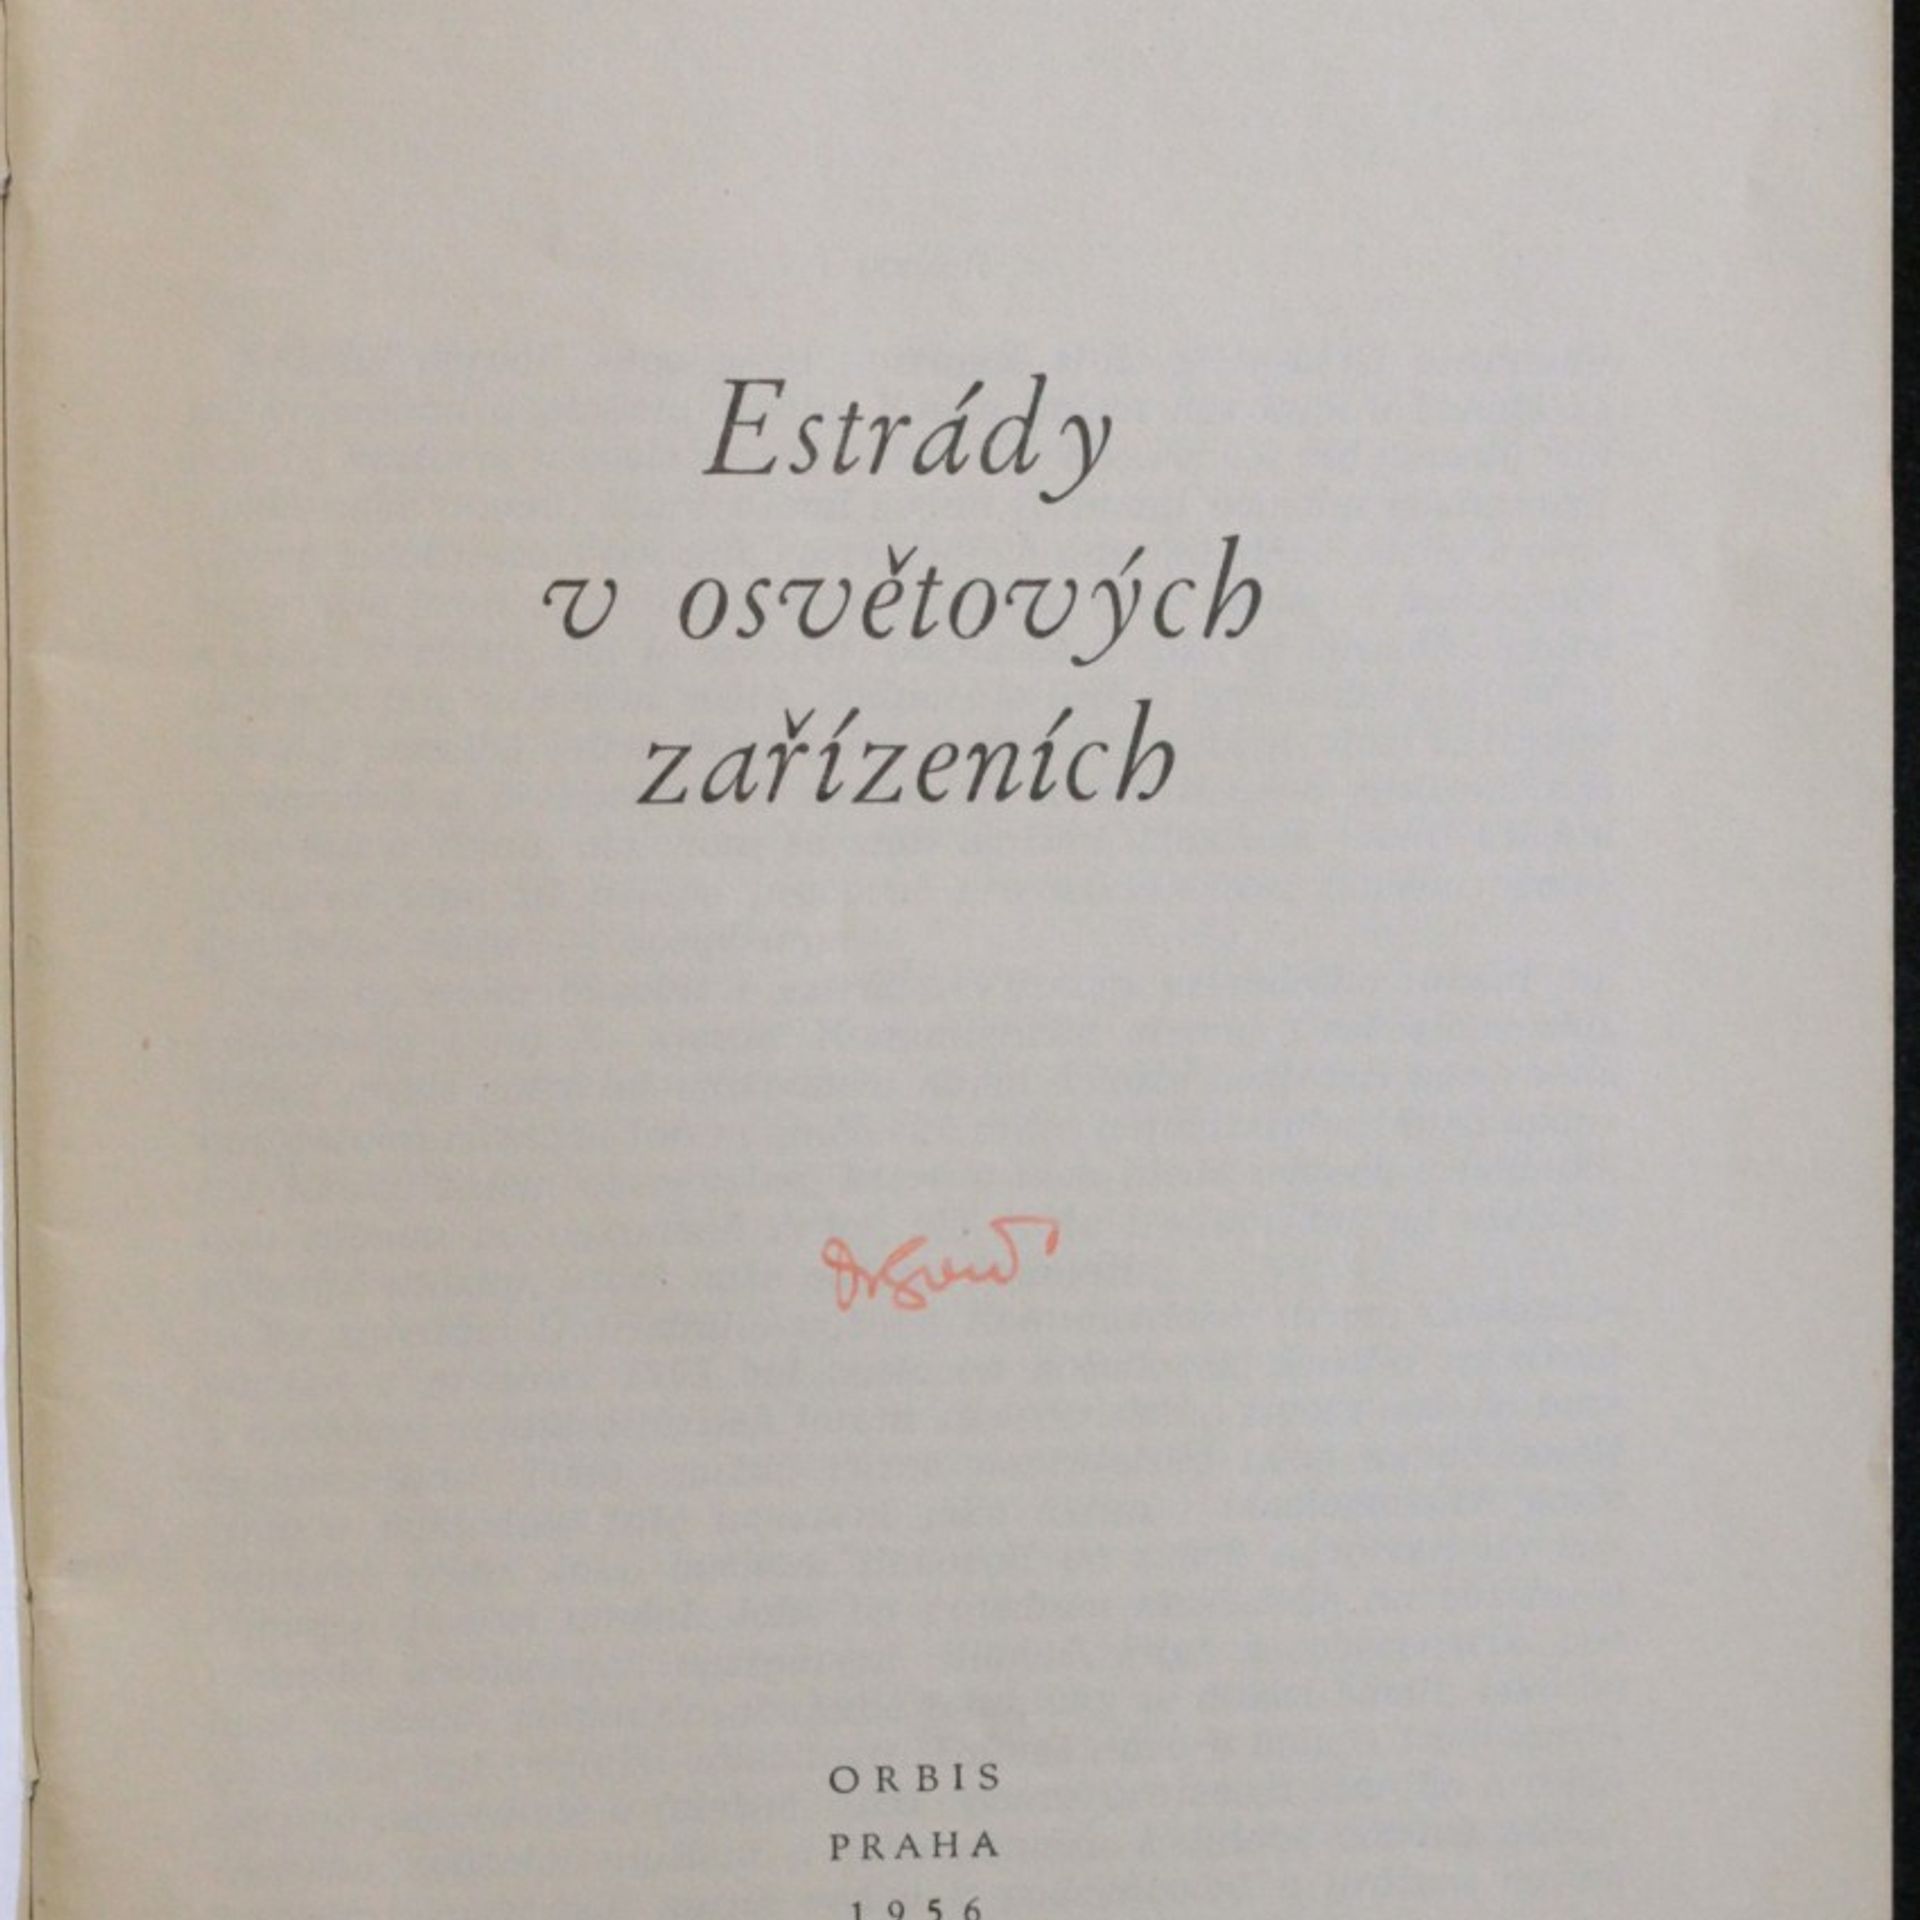 Estrády
v osvětových
zařízeních
ORBIS
PRAHA
1956